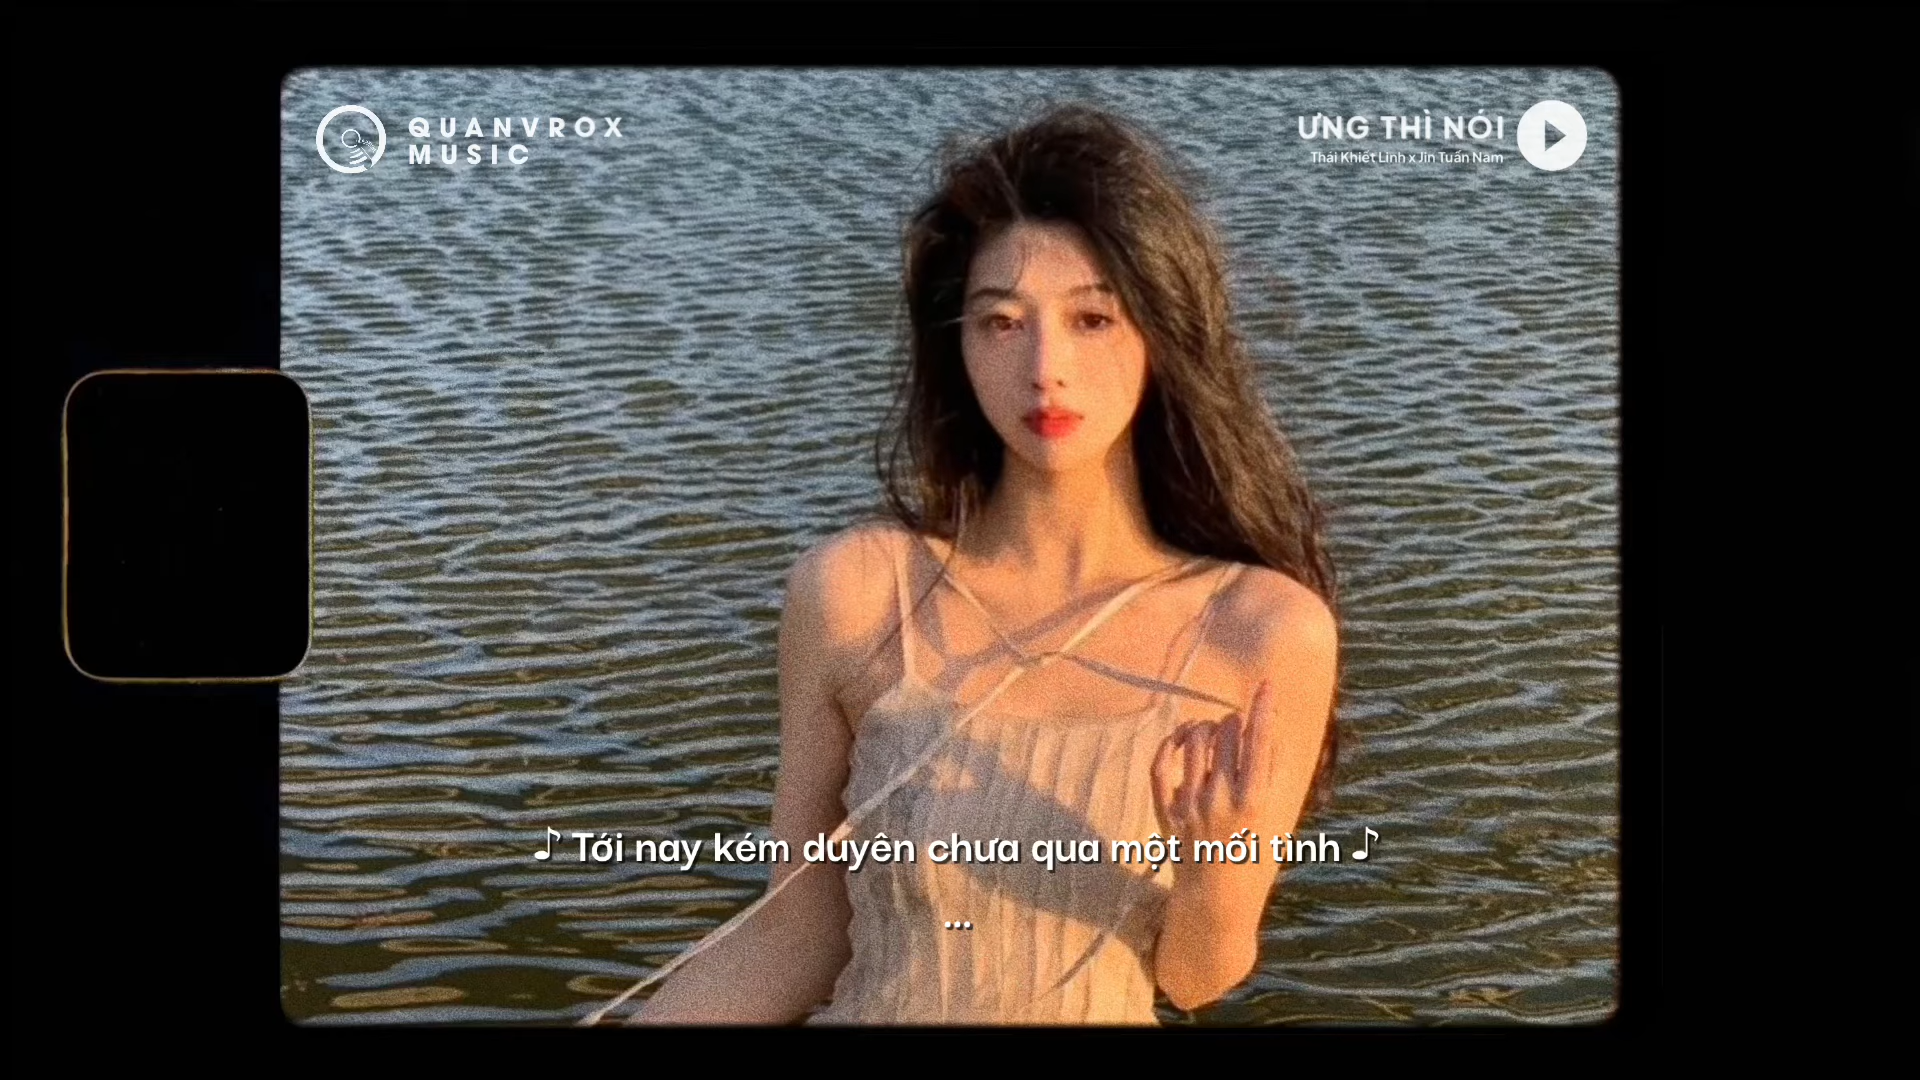 QUANVROX
MUSIC
ƯNG THÌ NÓI
Thái Khiết Linh x Jin Tuấn Nam
♪ Tới nay kém duyên chưa qua một mối tình ♪
...